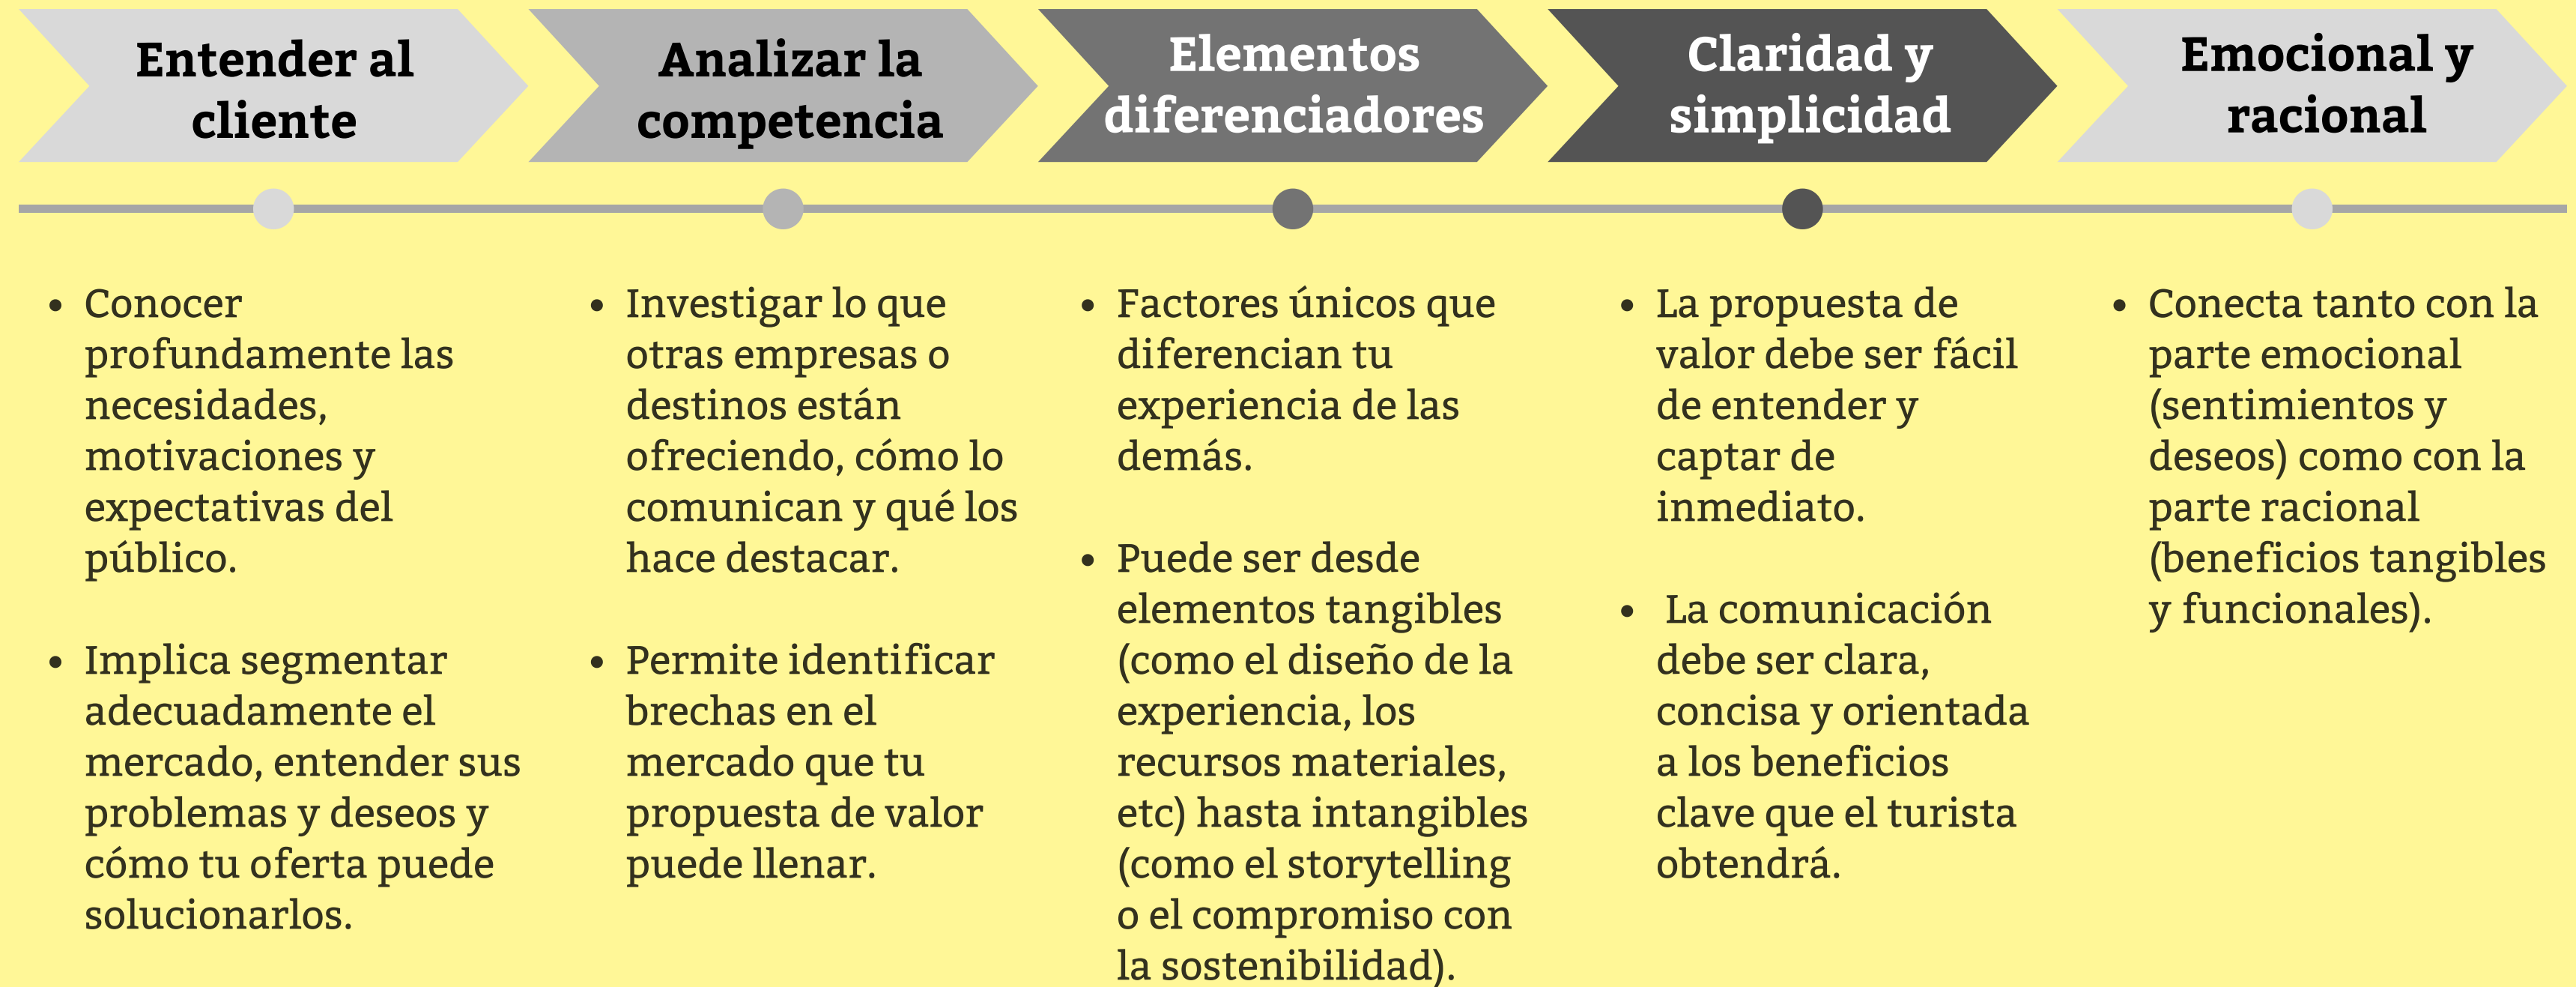 Entender al
cliente
Analizar la
competencia
Elementos
diferenciadores
Claridad y
simplicidad
Emocional y
racional
• Conocer
profundamente las
necesidades,
motivaciones y
expectativas del
público.
• Implica segmentar
adecuadamente el
mercado, entender sus
problemas y deseos y
cómo tu oferta puede
solucionarlos.
• Investigar lo que
otras empresas o
destinos están
ofreciendo, cómo lo
comunican y qué los
hace destacar.
• Permite identificar
brechas en el
mercado que tu
propuesta de valor
puede llenar.
• Factores únicos que
diferencian tu
experiencia de las
demás.
• Puede ser desde
elementos tangibles
(como el diseño de la
experiencia, los
recursos materiales,
etc) hasta intangibles
(como el storytelling
o el compromiso con
la sostenibilidad).
• La propuesta de
valor debe ser fácil
de entender y
captar de
inmediato.
• La comunicación
debe ser clara,
concisa y orientada
a los beneficios
clave que el turista
obtendrá.
• Conecta tanto con la
parte emocional
(sentimientos y
deseos) como con la
parte racional
(beneficios tangibles
y funcionales).